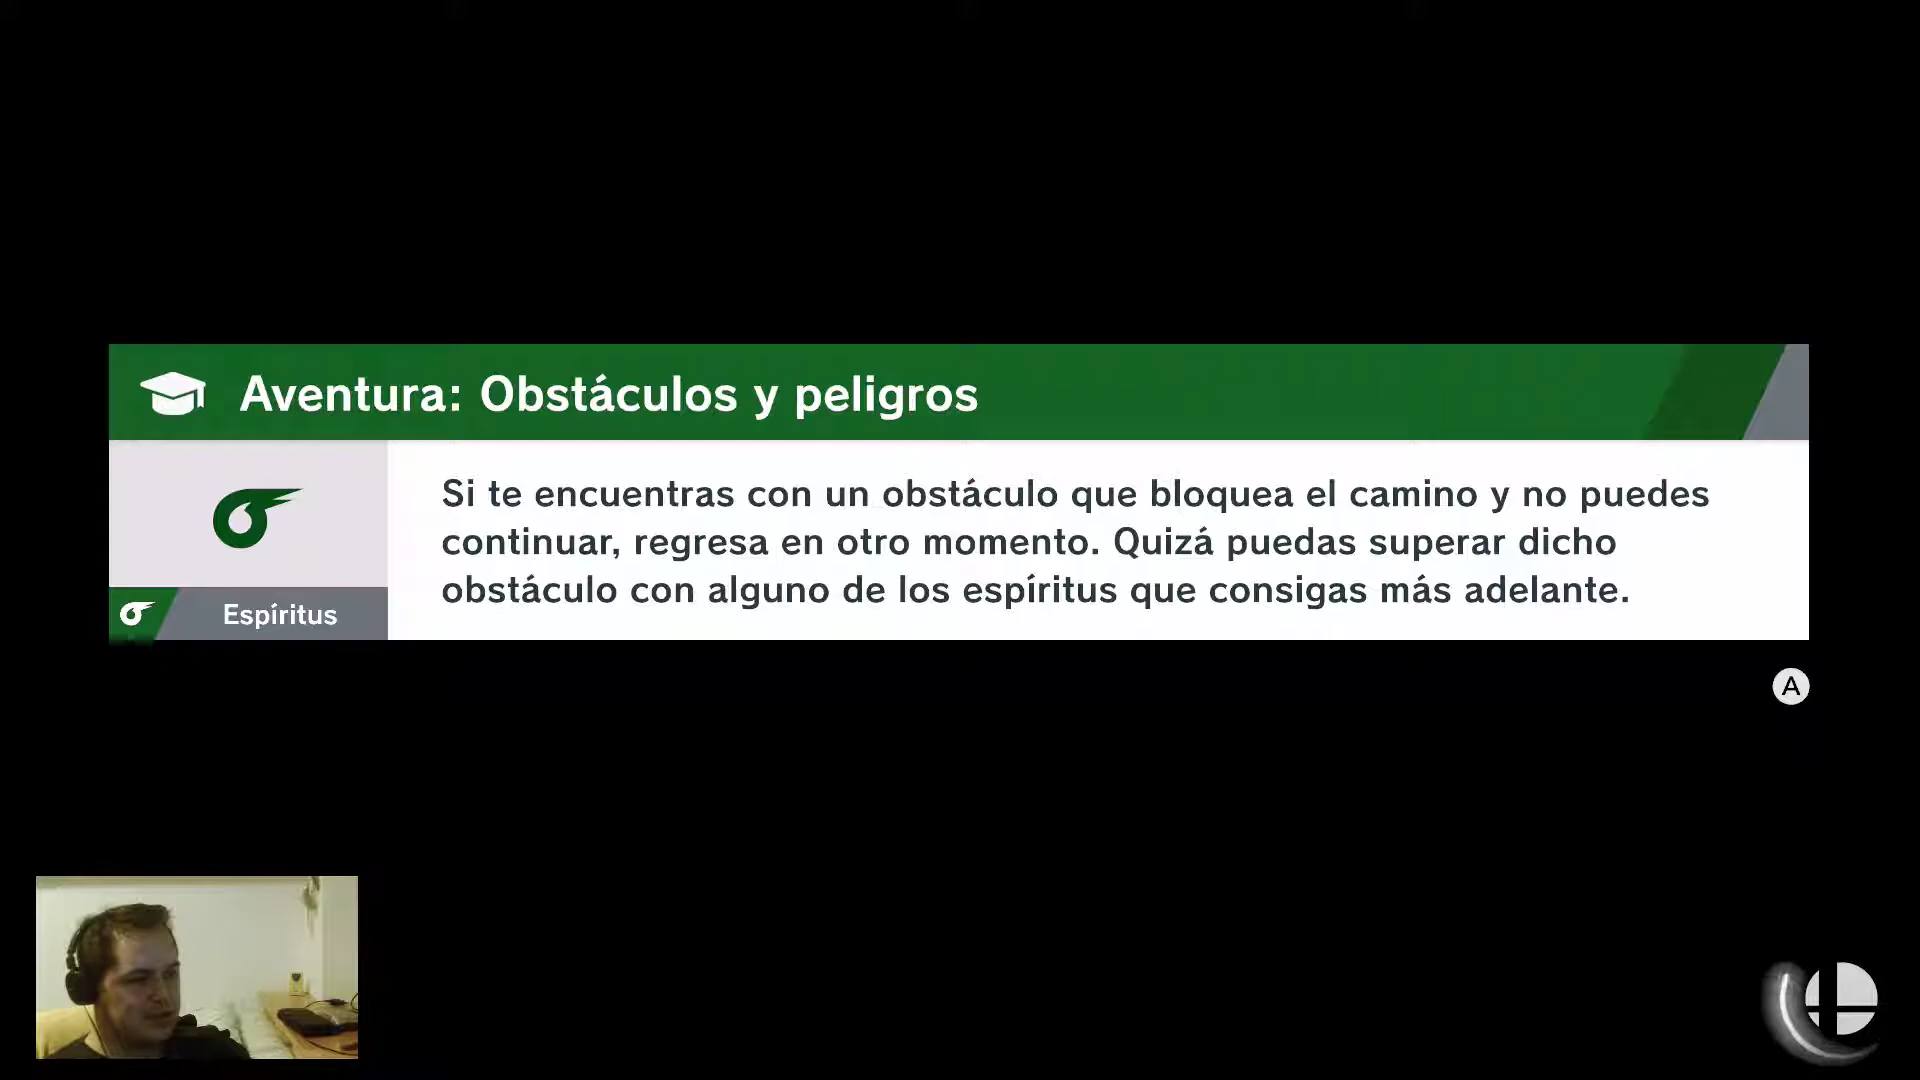 Aventura: Obstáculos y peligros
Si te encuentras con un obstáculo que bloquea el camino y no puedes
continuar, regresa en otro momento. Quizá puedas superar dicho
obstáculo con alguno de los espíritus que consigas más adelante.
Espíritus
A